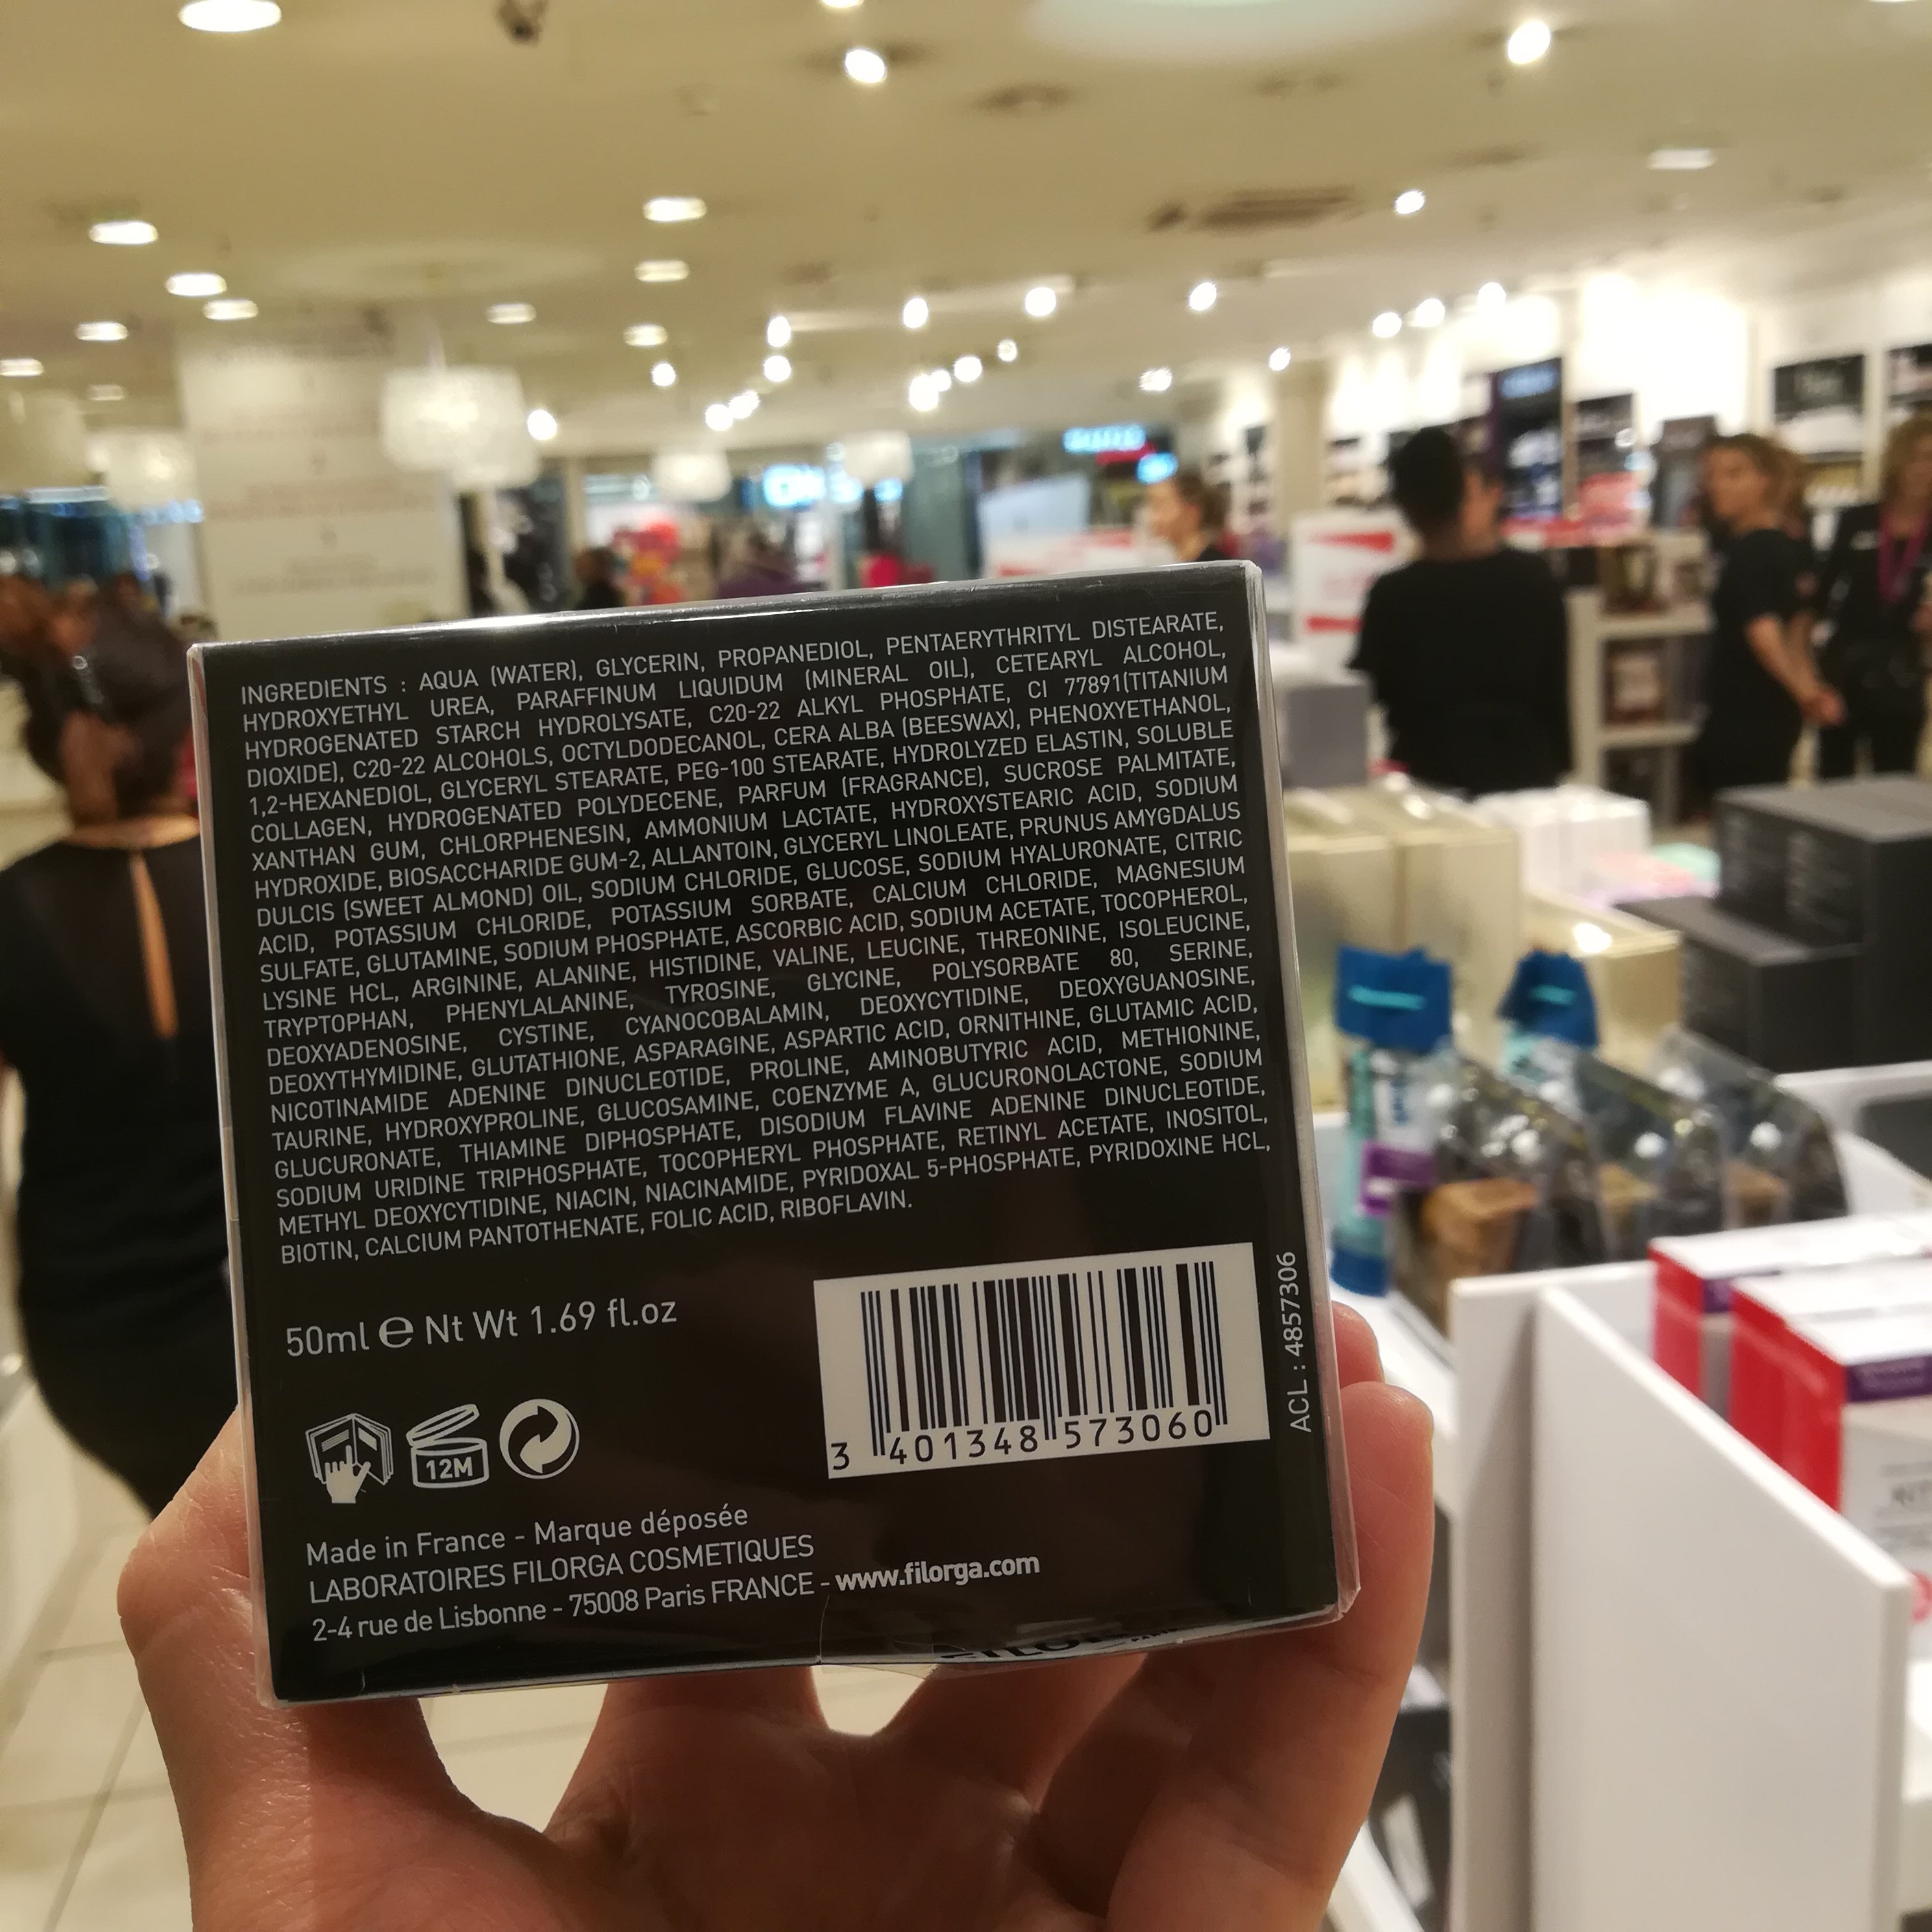 INGREDIENTS : AQUA (WATER), GLYCERIN, PROPANEDIOL, PENTAERYTHRITYL DISTEARATE,
HYDROXYETHYL UREA, PARAFFINUM LIQUIDUM (MINERAL OIL), CETEARYL ALCOHOL,
HYDROGENATED STARCH HYDROLYSATE, C20-22 ALKYL PHOSPHATE, CI 77891(TITANIUM
DIOXIDE), C20-22 ALCOHOLS, OCTYLDODECANOL, CERA ALBA (BEESWAX), PHENOXYETHANOL,
1,2-HEXANEDIOL, GLYCERYL STEARATE, PEG-100 STEARATE, HYDROLYZED ELASTIN, SOLUBLE
COLLAGEN, HYDROGENATED POLYDECENE, PARFUM (FRAGRANCE), SUCROSE PALMITATE,
XANTHAN GUM, CHLORPHENESIN, AMMONIUM LACTATE, HYDROXYSTEARIC ACID, SODIUM
HYDROXIDE, BIOSACCHARIDE GUM-2, ALLANTOIN, GLYCERYL LINOLEATE, PRUNUS AMYGDALUS
DULCIS (SWEET ALMOND) OIL, SODIUM CHLORIDE, GLUCOSE, SODIUM HYALURONATE, CITRIC
ACID, POTASSIUM CHLORIDE, POTASSIUM SORBATE, CALCIUM CHLORIDE, MAGNESIUM
SULFATE, GLUTAMINE, SODIUM PHOSPHATE, ASCORBIC ACID, SODIUM ACETATE, TOCOPHEROL,
LYSINE HCL, ARGININE, ALANINE, HISTIDINE, VALINE, LEUCINE, THREONINE, ISOLEUCINE,
TRYPTOPHAN, PHENYLALANINE, TYROSINE, GLYCINE, POLYSORBATE 80, SERINE,
DEOXYADENOSINE, CYSTINE, CYANOCOBALAMIN, DEOXYCYTIDINE, DEOXYGUANOSINE,
DEOXYTHYMIDINE, GLUTATHIONE, ASPARAGINE, ASPARTIC ACID, ORNITHINE, GLUTAMIC ACID,
NICOTINAMIDE ADENINE DINUCLEOTIDE, PROLINE, AMINOBUTYRIC ACID, METHIONINE,
TAURINE, HYDROXYPROLINE, GLUCOSAMINE, COENZYME A, GLUCURONOLACTONE, SODIUM
GLUCURONATE, THIAMINE DIPHOSPHATE, DISODIUM FLAVINE ADENINE DINUCLEOTIDE,
SODIUM URIDINE TRIPHOSPHATE, TOCOPHERYL PHOSPHATE, RETINYL ACETATE, INOSITOL,
METHYL DEOXYCYTIDINE, NIACIN, NIACINAMIDE, PYRIDOXAL 5-PHOSPHATE, PYRIDOXINE HCL,
BIOTIN, CALCIUM PANTOTHENATE, FOLIC ACID, RIBOFLAVIN.
50ml e Nt Wt 1.69 fl.oz
12M
3 401348 573060
ACL : 4857306
Made in France - Marque déposée
LABORATOIRES FILORGA COSMETIQUES
2-4 rue de Lisbonne - 75008 Paris FRANCE - www.filorga.com